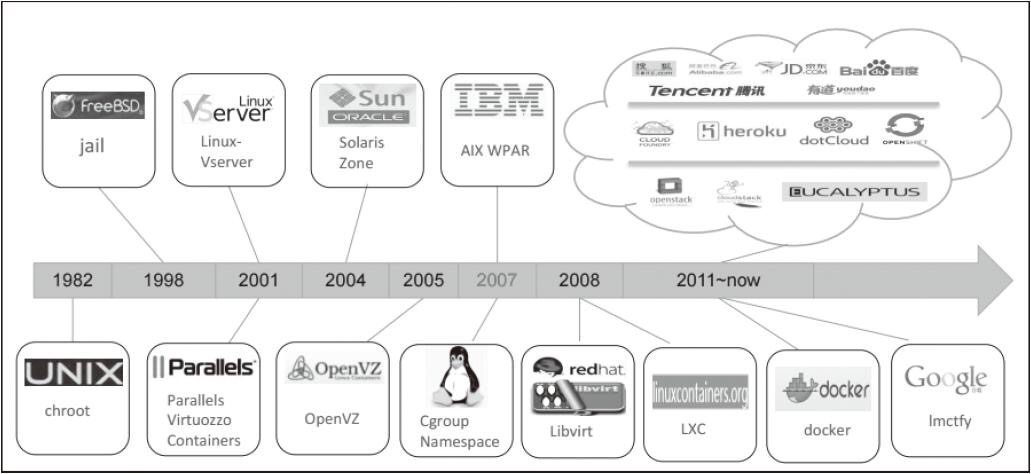 搜狐
S·O·H·U.com
阿里巴巴
Alibaba.com
JD 京东
.COM
Bai du 百度
Tencent 腾讯
有道 youdao
FreeBSD
jail
Linux
VServer
Linux-
Vserver
Sun
ORACLE
Solaris
Zone
IBM
AIX WPAR
CLOUD
FOUNDRY
heroku
dotCloud
OPENSHIFT
openstack
cloudstack
EUCALYPTUS
1982
1998
2001
2004
2005
2007
2008
2011~now
UNIX
chroot
Parallels
Parallels
Virtuozzo
Containers
OpenVZ
OpenVZ
Cgroup
Namespace
redhat.
libvirt
Libvirt
linuxcontainers.org
LXC
docker
docker
Google
lmctfy